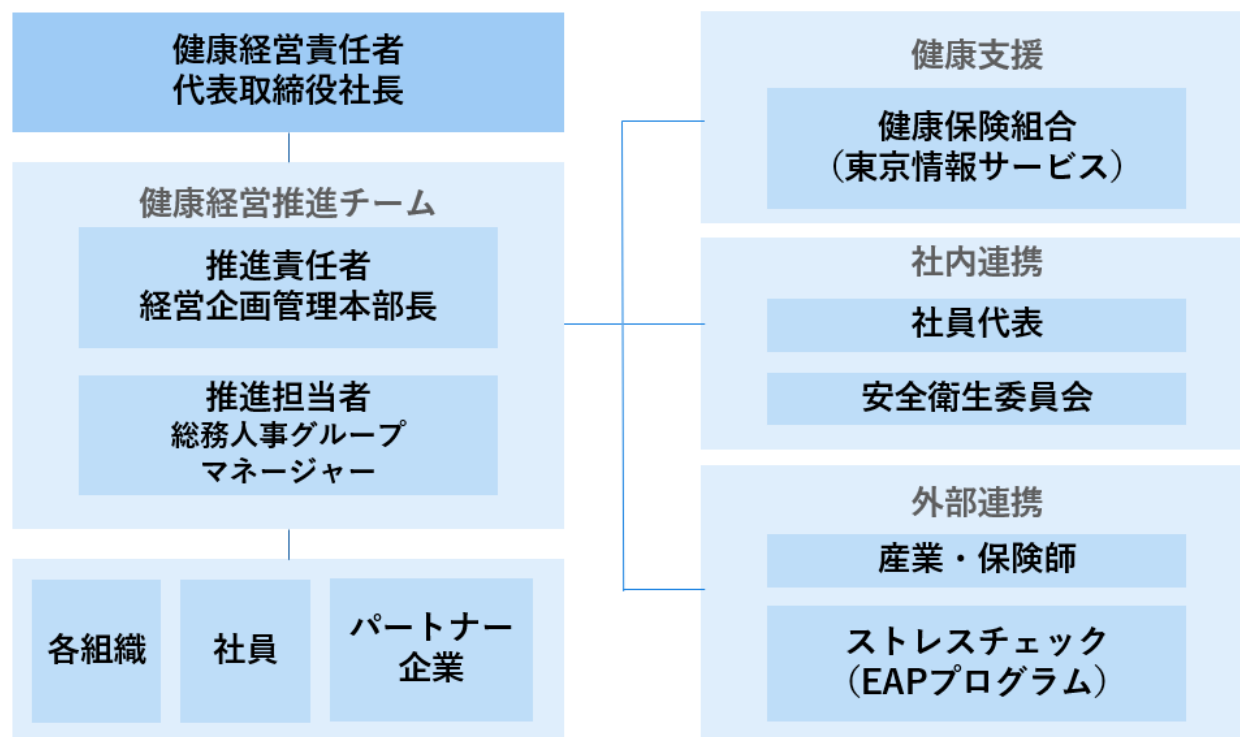 健康経営責任者
代表取締役社長
健康経営推進チーム
推進責任者
経営企画管理本部長
推進担当者
総務人事グループ
マネージャー
各組織
社員
パートナー
企業
健康支援
健康保険組合
（東京情報サービス）
社内連携
社員代表
安全衛生委員会
外部連携
産業・保険師
ストレスチェック
（EAPプログラム）